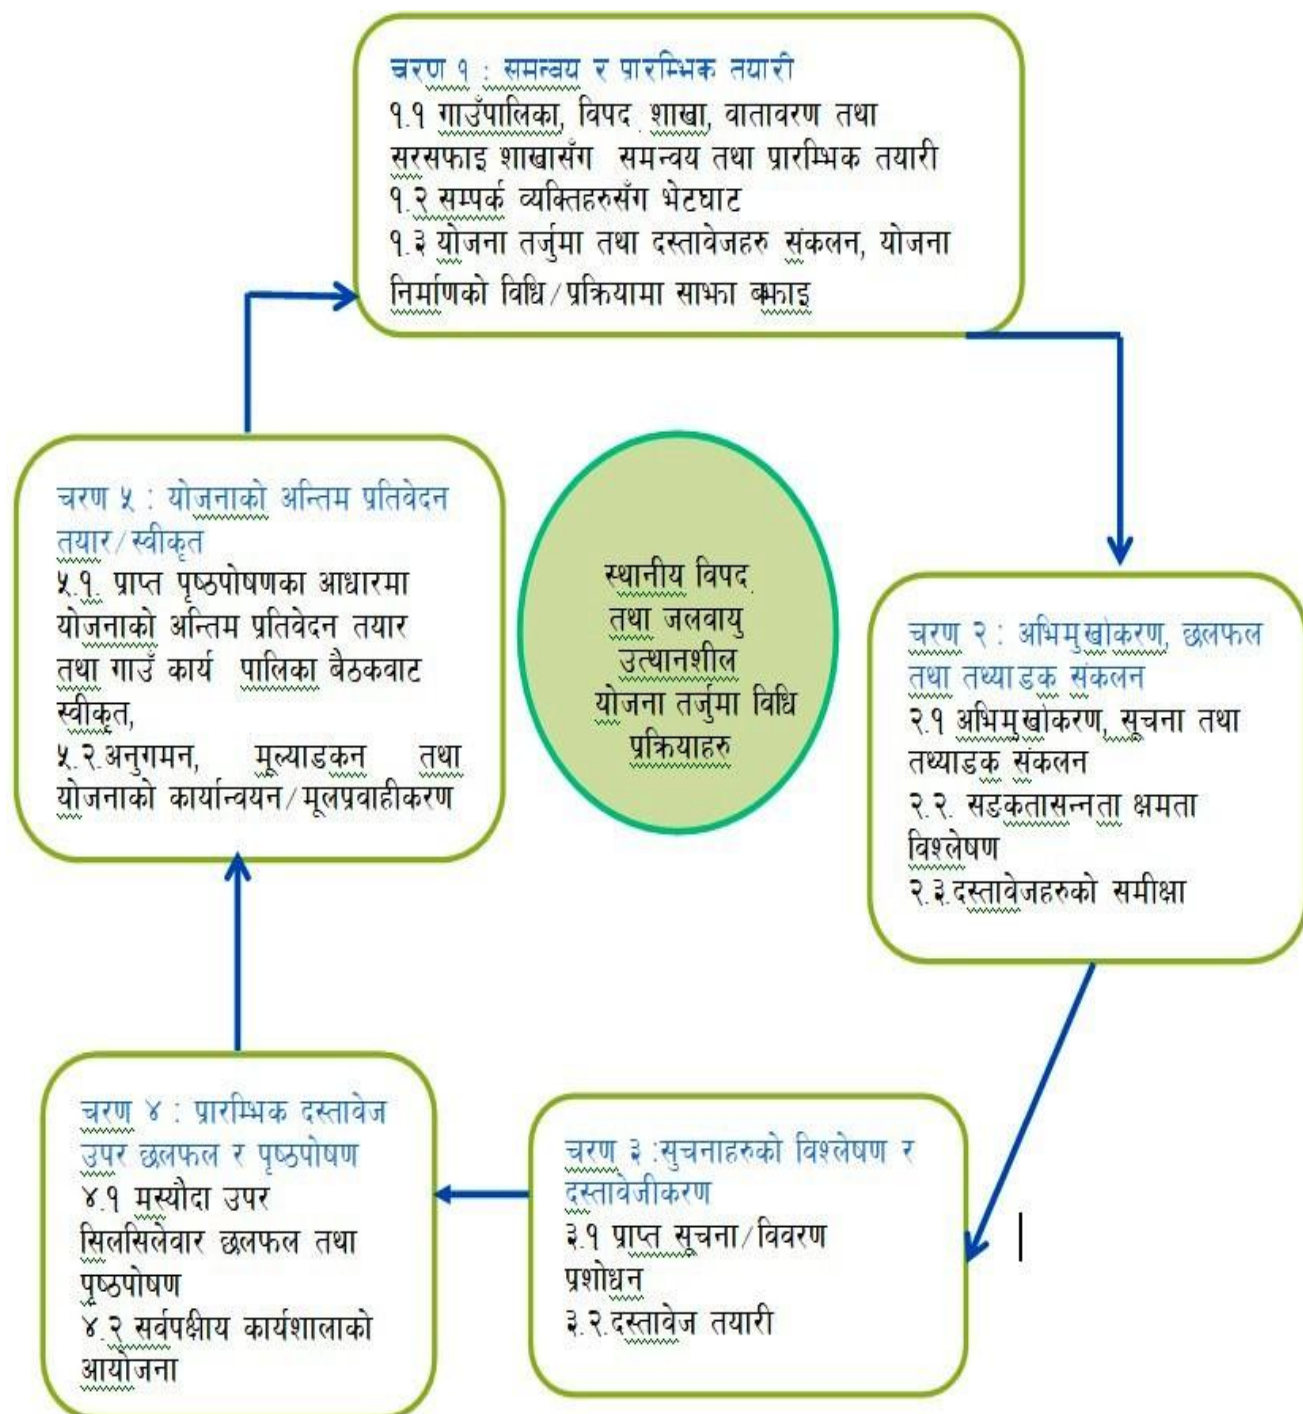 चरण १ : समन्वय र पारम्भिक तयारी
१.१ गाउँपालिका, विपद शाखा, वातावरण तथा
सरसफाइ शाखासँग समन्वय तथा प्रारम्भिक तयारी
१.२ सम्पर्क व्यक्तिहरुसँग भेटघाट
१.३ योजना तर्जुमा तथा दस्तावेजहरु संकलन, योजना
निर्माणको विधि/प्रक्रियामा साझा बझाइ
स्थानीय विपद
तथा जलवायु
उत्थानशील
योजना तर्जुमा विधि
प्रक्रियाहरु
चरण २ : अभिमुखीकरण, छलफल
तथा तथ्याडक संकलन
२.१ अभिमुखीकरण, सूचना तथा
तथ्याडक संकलन
२.२. सङकतासन्नता क्षमता
विश्लेषण
२.३.दस्तावेजहरुको समीक्षा
चरण ३ :सुचनाहरुको विश्लेषण र
दस्तावेजीकरण
३.१ प्राप्त सूचना/विवरण
प्रशोधन
३.२.दस्तावेज तयारी
चरण ४ : प्रारम्भिक दस्तावेज
उपर छलफल र पृष्ठपोषण
४.१ मस्यौदा उपर
सिलसिलेवार छलफल तथा
पृष्ठपोषण
४.२ सर्वपक्षीय कार्यशालाको
आयोजना
चरण ५ : योजनाको अन्तिम प्रतिवेदन
तयार/स्वीकृत
५.१. प्राप्त पृष्ठपोषणका आधारमा
योजनाको अन्तिम प्रतिवेदन तयार
तथा गाउँ कार्य पालिका बैठकवाट
स्वीकृत,
५.२.अनुगमन, मूल्याडकन तथा
योजनाको कार्यान्वयन/मूलप्रवाहीकरण